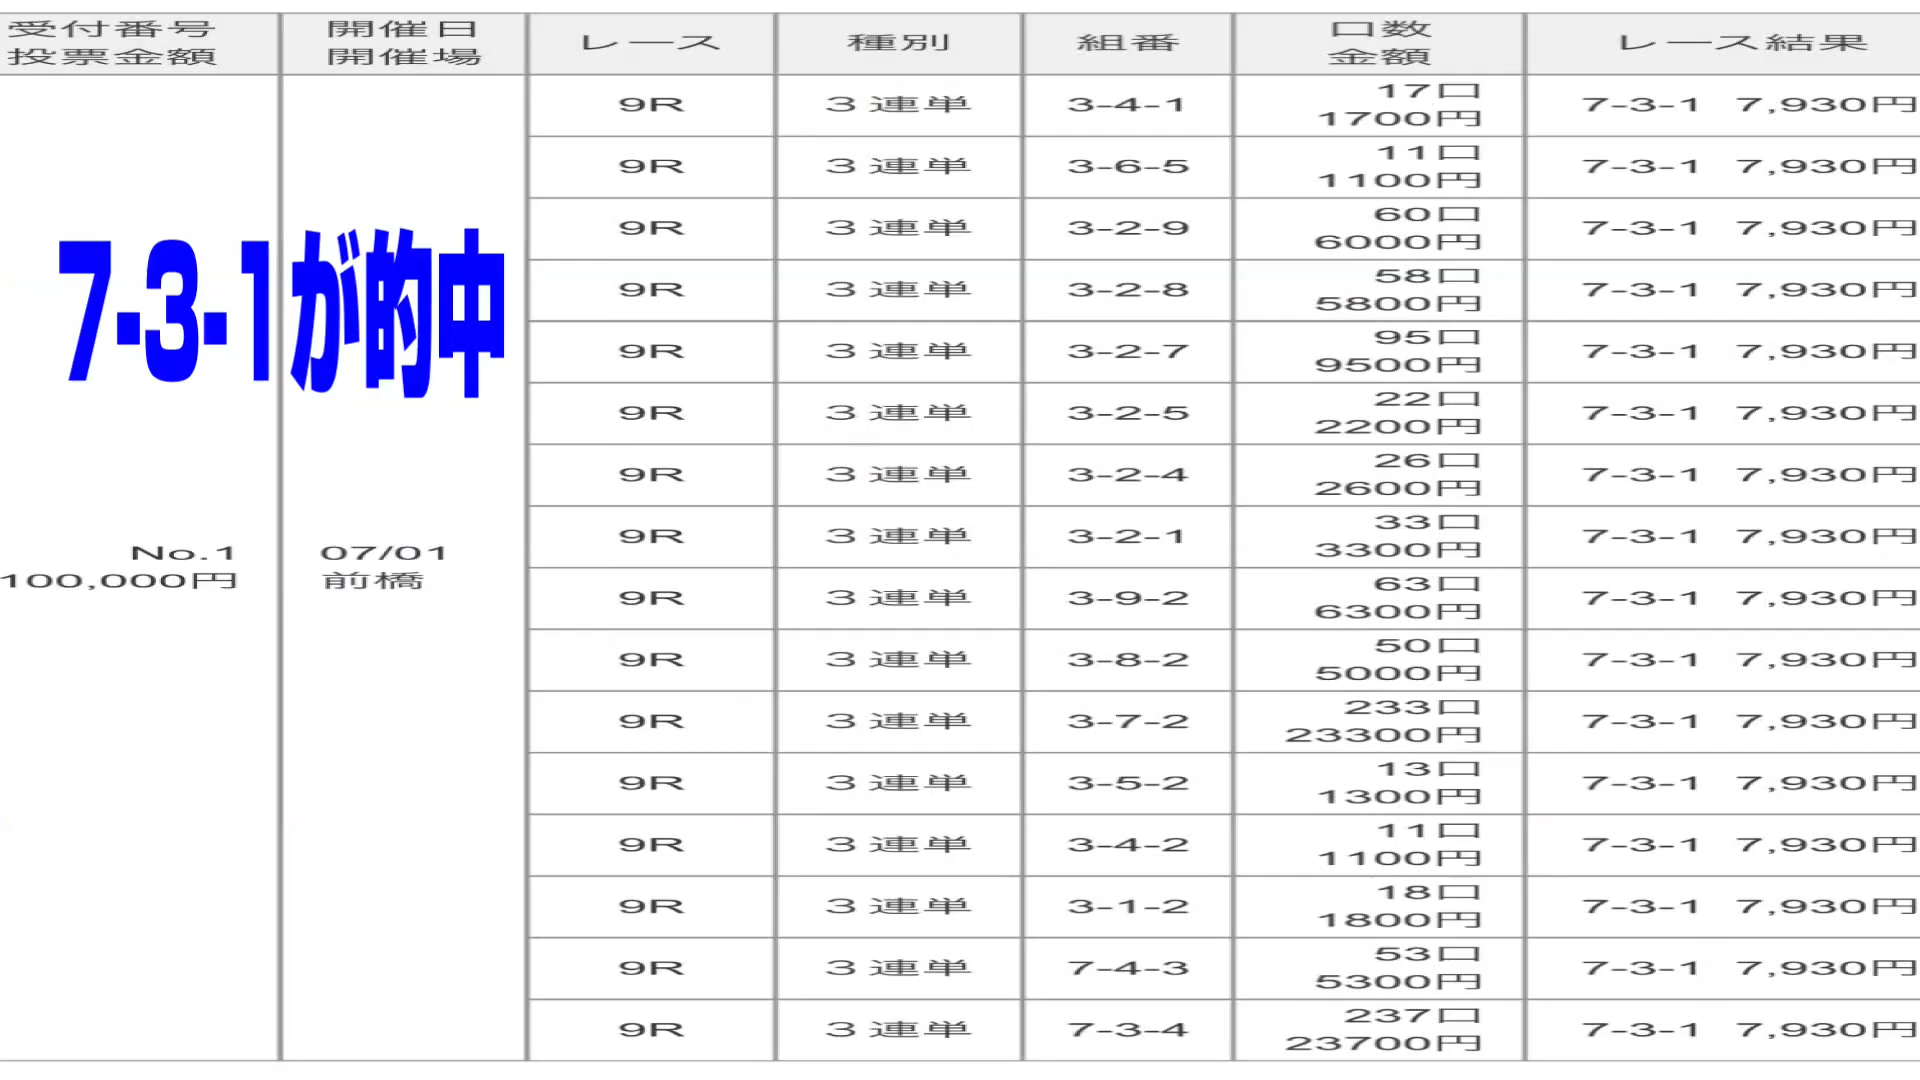 受付番号
投票金額
開催日
開催場
レース
種別
組番
口数
金額
レース結果
9R 3連単 3-4-1 17口 1700円 7-3-1 7,930円
9R 3連単 3-6-5 11口 1100円 7-3-1 7,930円
9R 3連単 3-2-9 60口 6000円 7-3-1 7,930円
7-3-1が的中
9R 3連単 3-2-8 58口 5800円 7-3-1 7,930円
9R 3連単 3-2-7 95口 9500円 7-3-1 7,930円
9R 3連単 3-2-5 22口 2200円 7-3-1 7,930円
9R 3連単 3-2-4 26口 2600円 7-3-1 7,930円
No.1
100,000円
07/01
前橋
9R 3連単 3-2-1 33口 3300円 7-3-1 7,930円
9R 3連単 3-9-2 63口 6300円 7-3-1 7,930円
9R 3連単 3-8-2 50口 5000円 7-3-1 7,930円
9R 3連単 3-7-2 233口 23300円 7-3-1 7,930円
9R 3連単 3-5-2 13口 1300円 7-3-1 7,930円
9R 3連単 3-4-2 11口 1100円 7-3-1 7,930円
9R 3連単 3-1-2 18口 1800円 7-3-1 7,930円
9R 3連単 7-4-3 53口 5300円 7-3-1 7,930円
9R 3連単 7-3-4 237口 23700円 7-3-1 7,930円